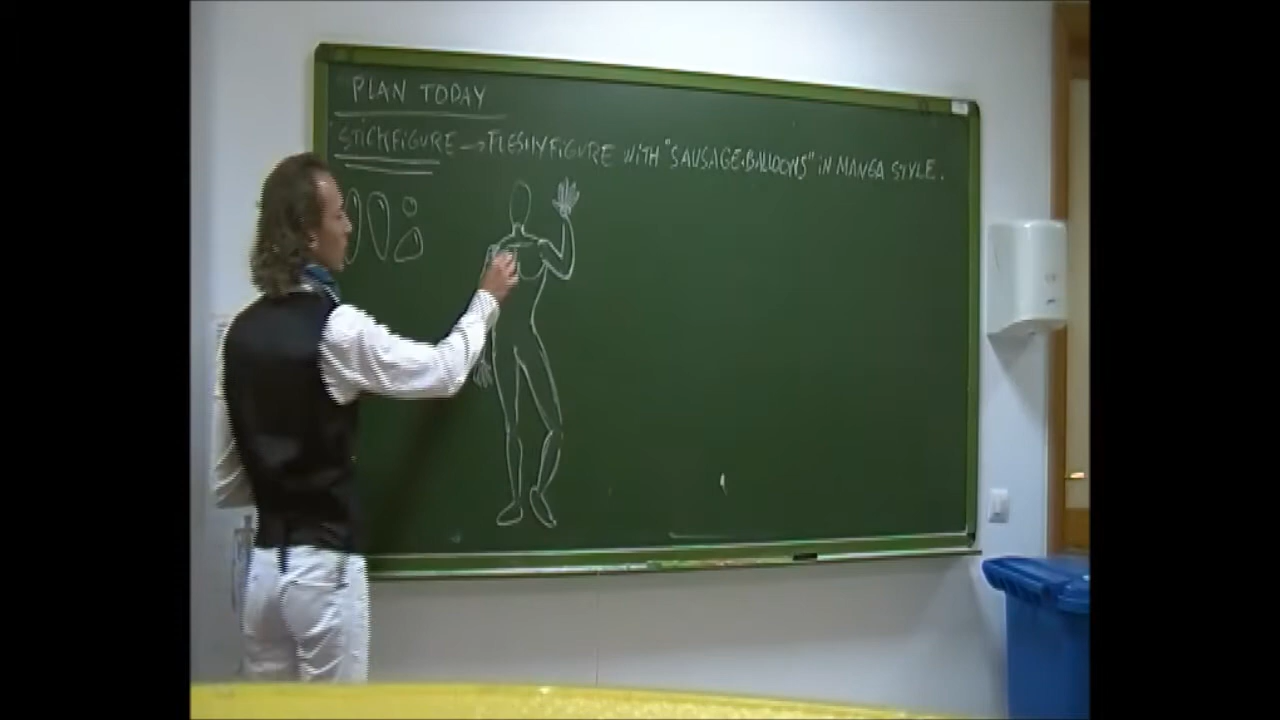 PLAN TODAY
STICKFIGURE → FLESHYFIGURE WITH "SAUSAGE-BALLOONS" IN MANGA STYLE.